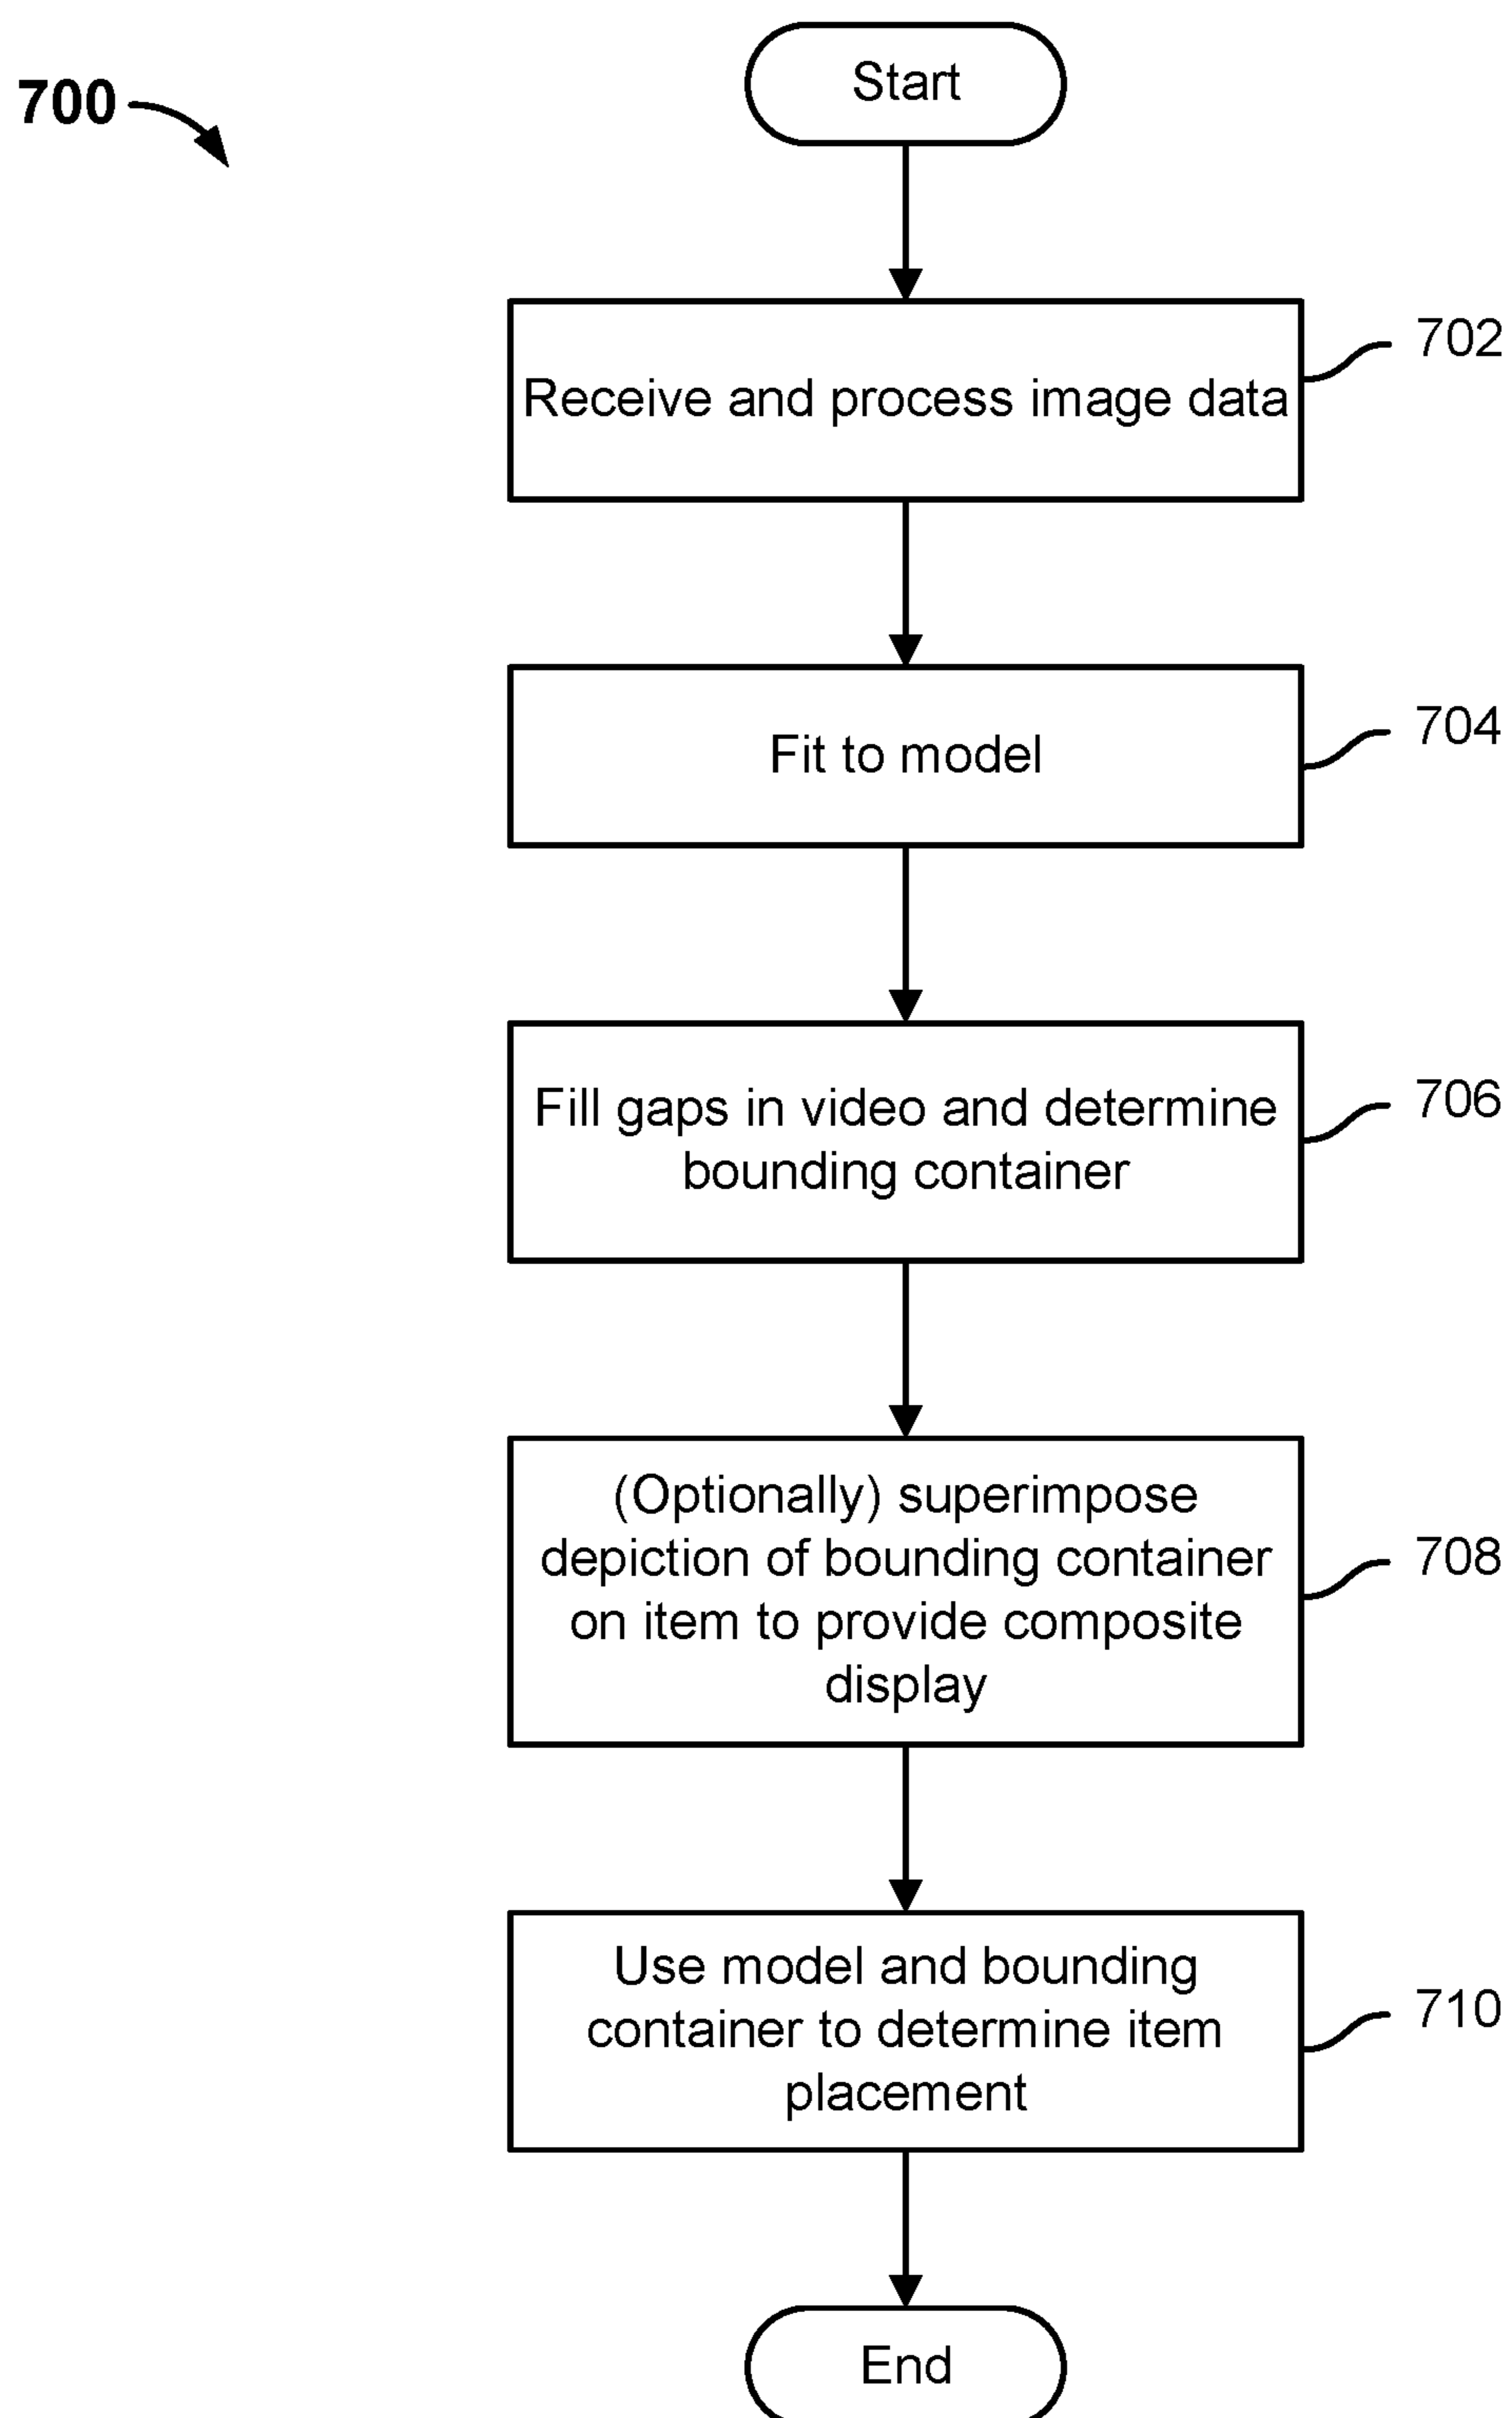 700
Start
702
Receive and process image data
704
Fit to model
706
Fill gaps in video and determine
bounding container
(Optionally) superimpose
depiction of bounding container
708
on item to provide composite
display
Use model and bounding
710
container to determine item
placement
End